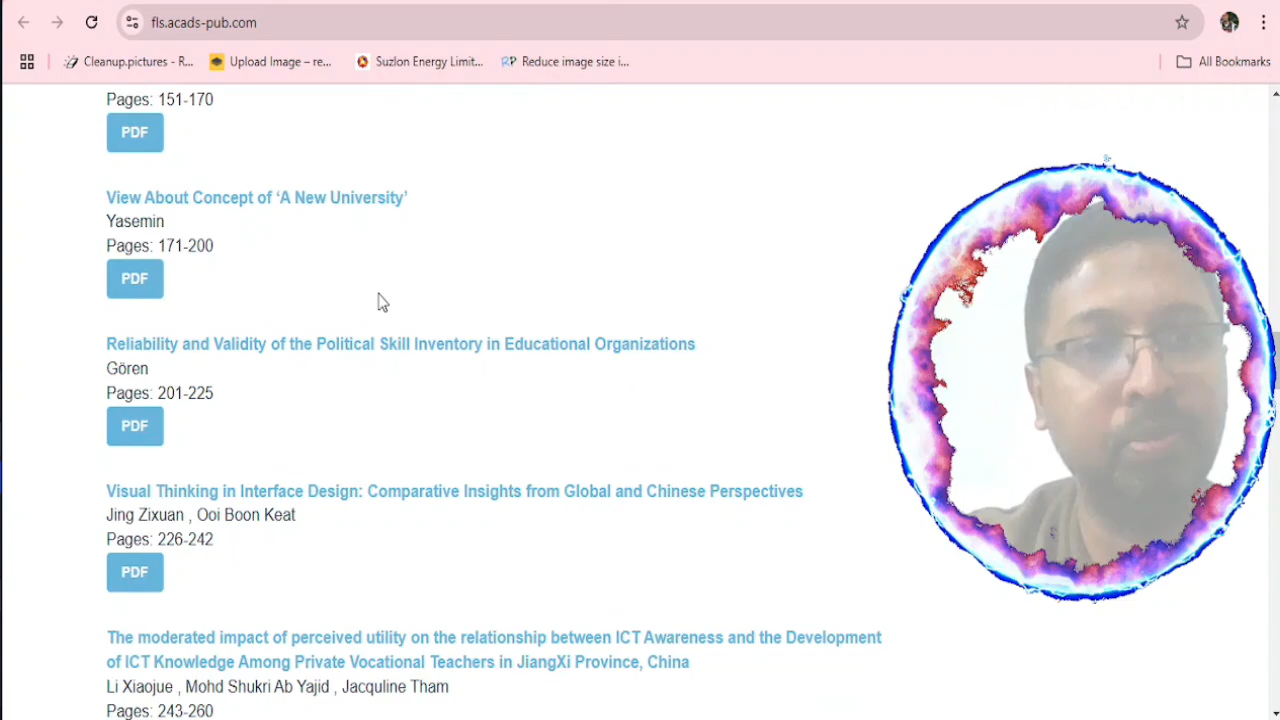 fls.acads-pub.com
Cleanup.pictures - R...
Upload Image – re...
Suzlon Energy Limit...
Reduce image size i...
All Bookmarks
Pages: 151-170
PDF
View About Concept of ‘A New University’
Yasemin
Pages: 171-200
PDF
Reliability and Validity of the Political Skill Inventory in Educational Organizations
Gören
Pages: 201-225
PDF
Visual Thinking in Interface Design: Comparative Insights from Global and Chinese Perspectives
Jing Zixuan , Ooi Boon Keat
Pages: 226-242
PDF
The moderated impact of perceived utility on the relationship between ICT Awareness and the Development
of ICT Knowledge Among Private Vocational Teachers in JiangXi Province, China
Li Xiaojue , Mohd Shukri Ab Yajid , Jacquline Tham
Pages: 243-260